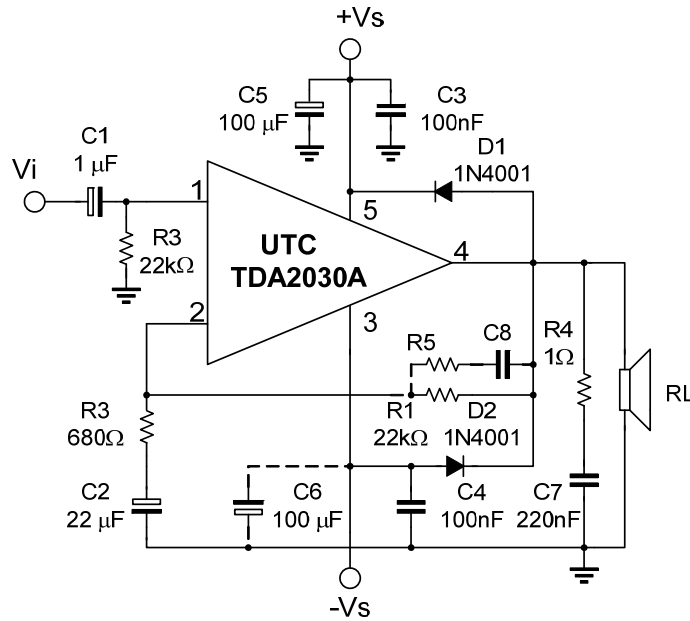 +Vs
C5
100 μF
C3
100nF
C1
1 μF
Vi
D1
1N4001
1
5
R3
22kΩ
UTC
TDA2030A
4
2
3
R5
C8
R4
1Ω
RL
R3
680Ω
R1
22kΩ
D2
1N4001
C2
22 μF
C6
100 μF
C4
100nF
C7
220nF
-Vs